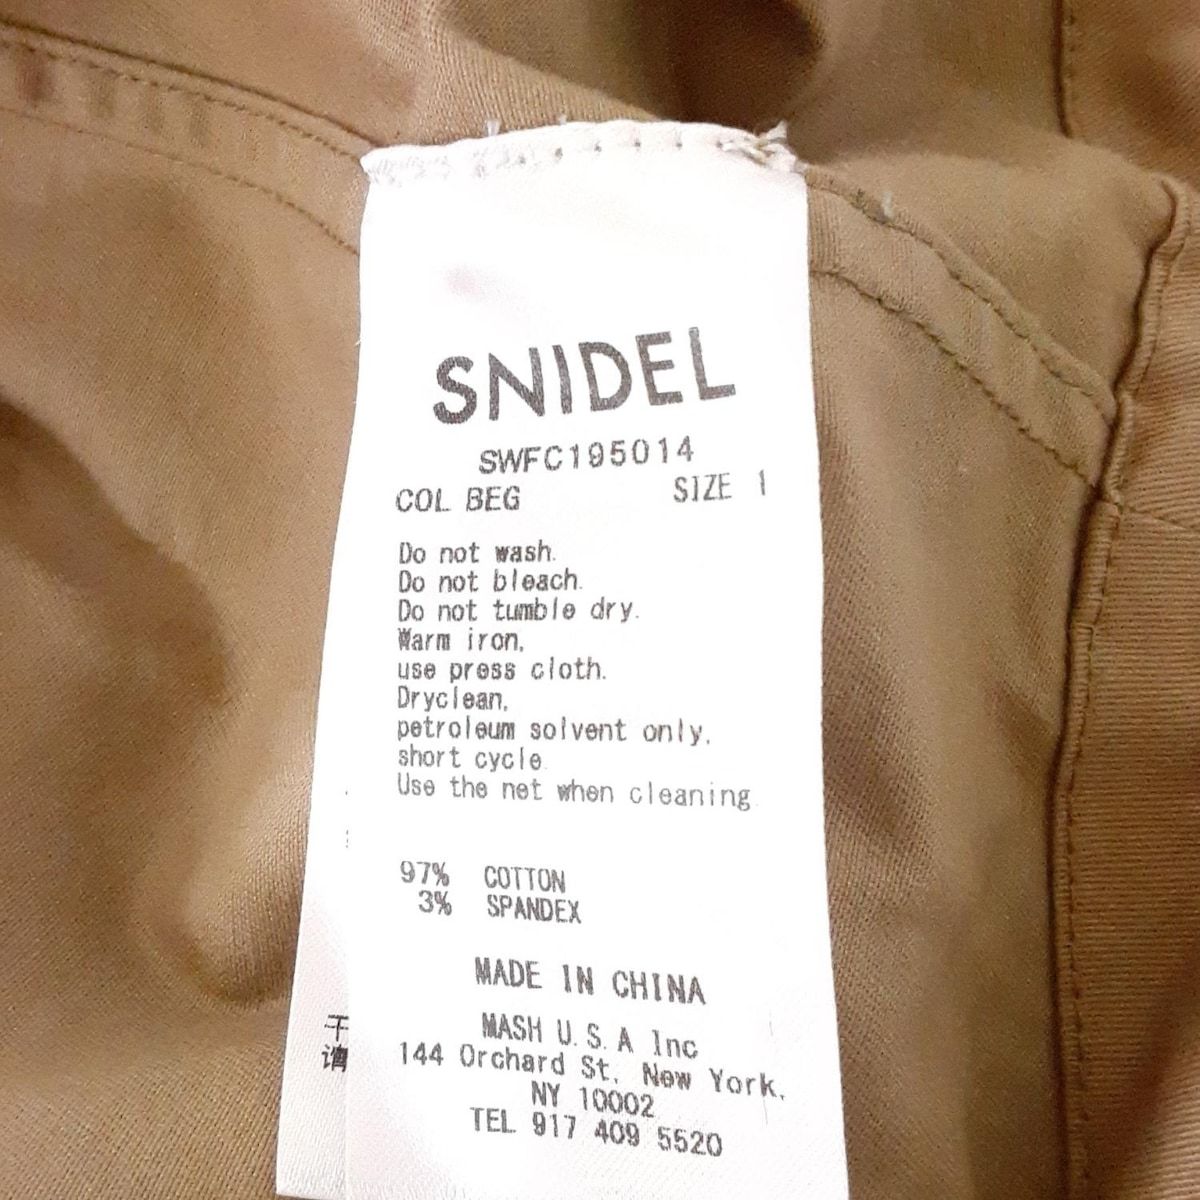 SNIDEL
SWFC195014
COL BEG SIZE 1
Do not wash.
Do not bleach.
Do not tumble dry.
Warm iron,
use press cloth.
Dryclean,
petroleum solvent only,
short cycle.
Use the net when cleaning.
97% COTTON
3% SPANDEX
MADE IN CHINA
MASH U.S.A Inc
144 Orchard St, New York,
NY 10002
TEL 917 409 5520
干
请